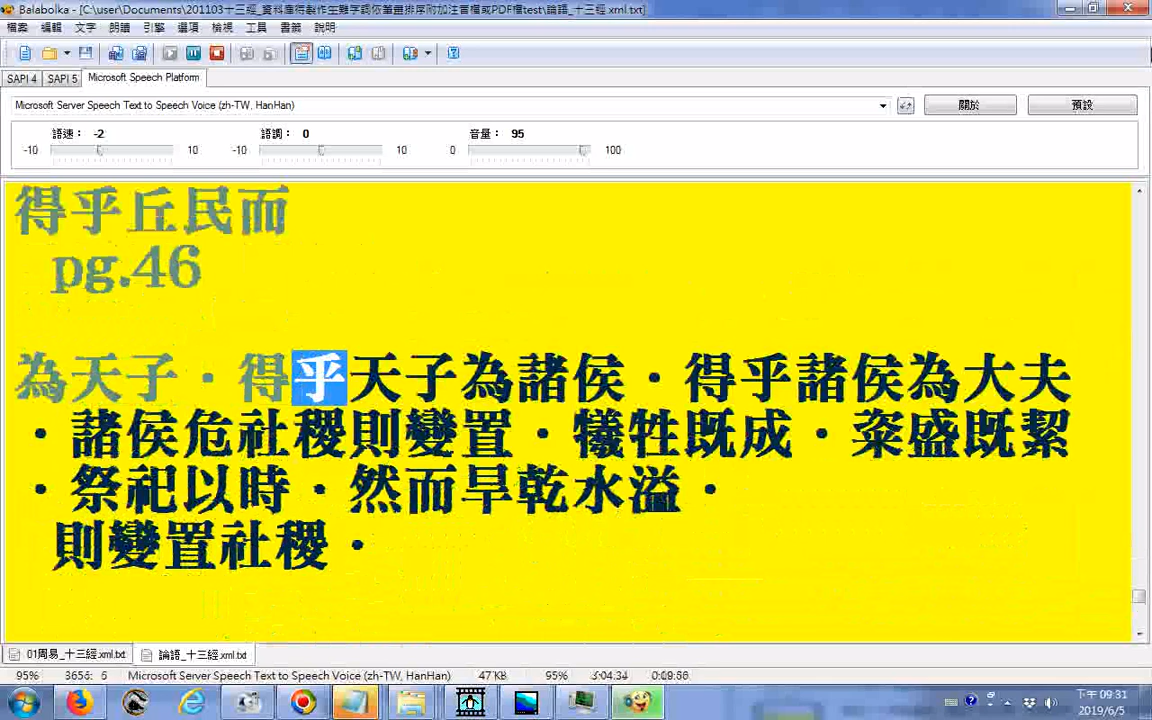 Balabolka - [C:\user\Documents\201103十三經_資料庫待製作生難字詞依筆畫排序附加注音檔或PDF檔test\論語_十三經 xml.txt]
檔案 編輯 文字 朗讀 引擎 選項 檢視 工具 書籤 說明
SAPI 4 SAPI 5 Microsoft Speech Platform
Microsoft Server Speech Text to Speech Voice (zh-TW, HanHan) 關於 預設
語速： -2 語調： 0 音量： 95
-10 10 -10 10 0 100
得乎丘民而
pg.46
為天子．得乎天子為諸侯．得乎諸侯為大夫
．諸侯危社稷則變置．犧牲既成．粢盛既絜
．祭祀以時．然而旱乾水溢．
則變置社稷．
01周易_十三經.xml.txt 論語_十三經.xml.txt
95% 3658: 6 Microsoft Server Speech Text to Speech Voice (zh-TW, HanHan) 47 KB 95% 3:04:34 0:09:58
下午 09:31
2019/6/5